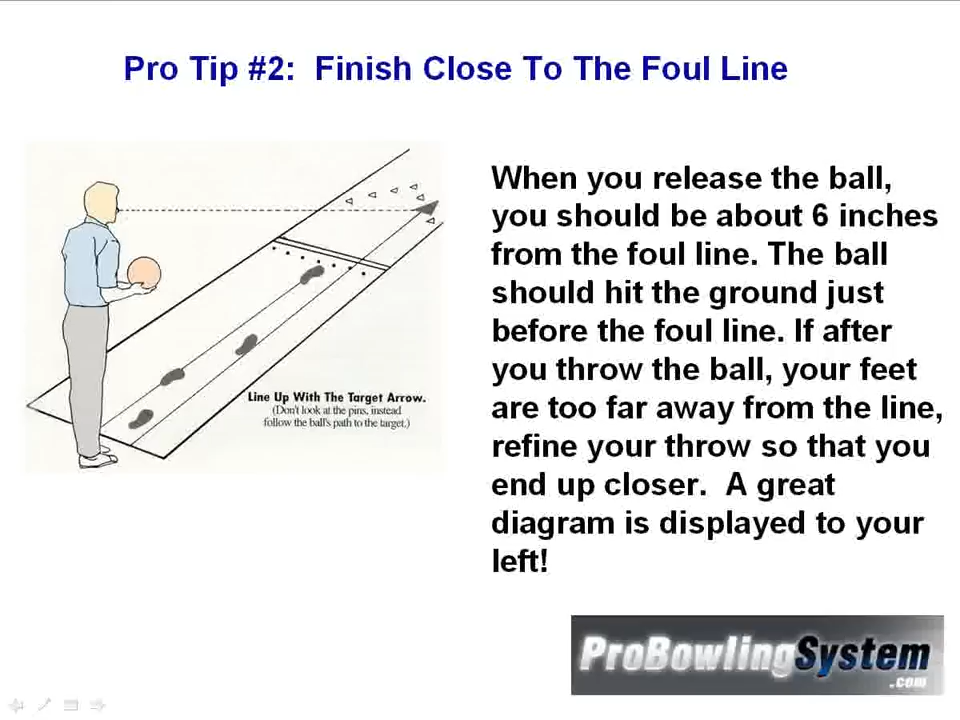 Pro Tip #2:  Finish Close To The Foul Line
When you release the ball,
you should be about 6 inches
from the foul line. The ball
should hit the ground just
before the foul line. If after
you throw the ball, your feet
are too far away from the line,
refine your throw so that you
end up closer.  A great
diagram is displayed to your
left!
Line Up With The Target Arrow.
(Don't look at the pins, instead
follow the ball's path to the target.)
ProBowlingSystem
.com